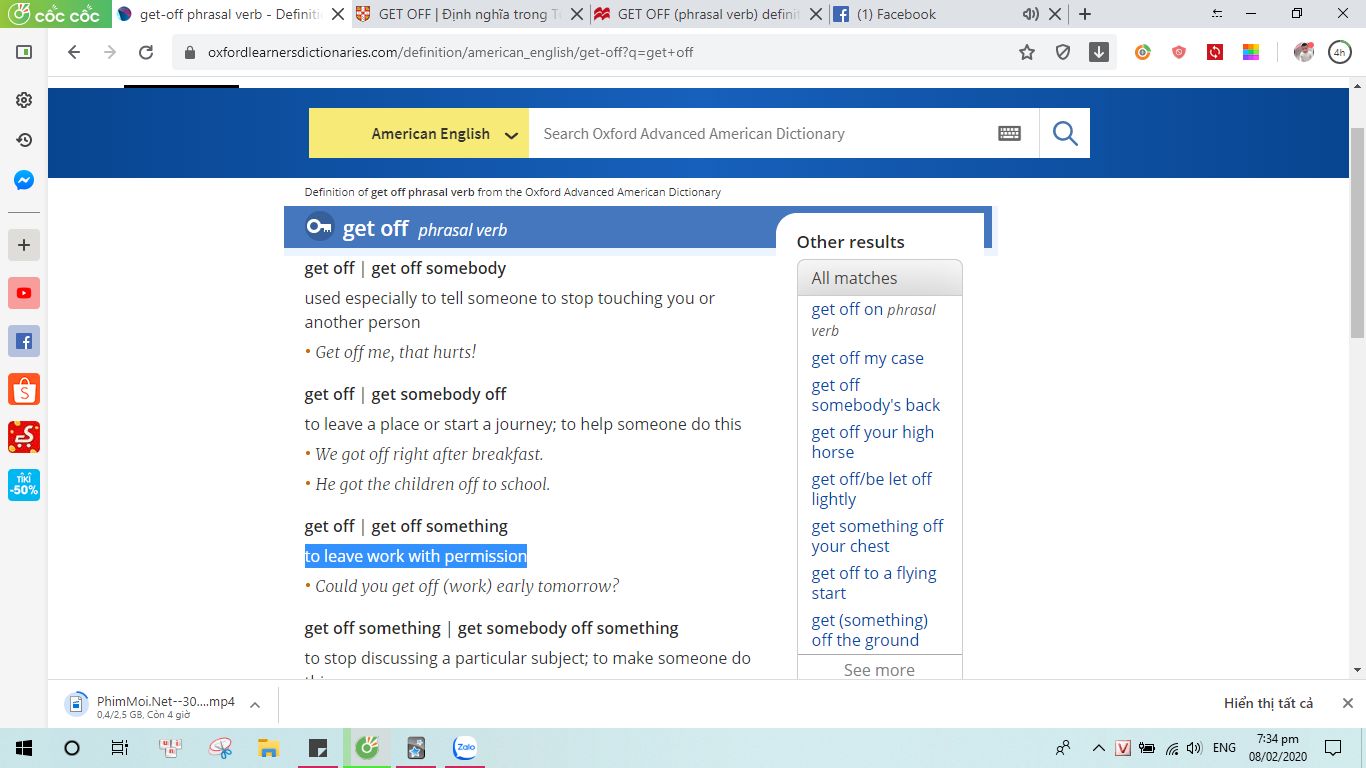 cốc cốc
get-off phrasal verb - Definiti
GET OFF | Định nghĩa trong Tı
GET OFF (phrasal verb) definit
(1) Facebook
oxfordlearnersdictionaries.com/definition/american_english/get-off?q=get+off
4h
American English
Search Oxford Advanced American Dictionary
Definition of get off phrasal verb from the Oxford Advanced American Dictionary
get off phrasal verb
get off | get off somebody
used especially to tell someone to stop touching you or
another person
• Get off me, that hurts!
get off | get somebody off
to leave a place or start a journey; to help someone do this
• We got off right after breakfast.
• He got the children off to school.
get off | get off something
to leave work with permission
• Could you get off (work) early tomorrow?
get off something | get somebody off something
to stop discussing a particular subject; to make someone do
Other results
All matches
get off on phrasal
verb
get off my case
get off
somebody's back
get off your high
horse
get off/be let off
lightly
get something off
your chest
get off to a flying
start
get (something)
off the ground
See more
TIKI
-50%
PhimMoi.Net--30....mp4
0,4/2,5 GB, Còn 4 giờ
Hiển thị tất cả
Zalo
V
ENG
7:34 pm
08/02/2020